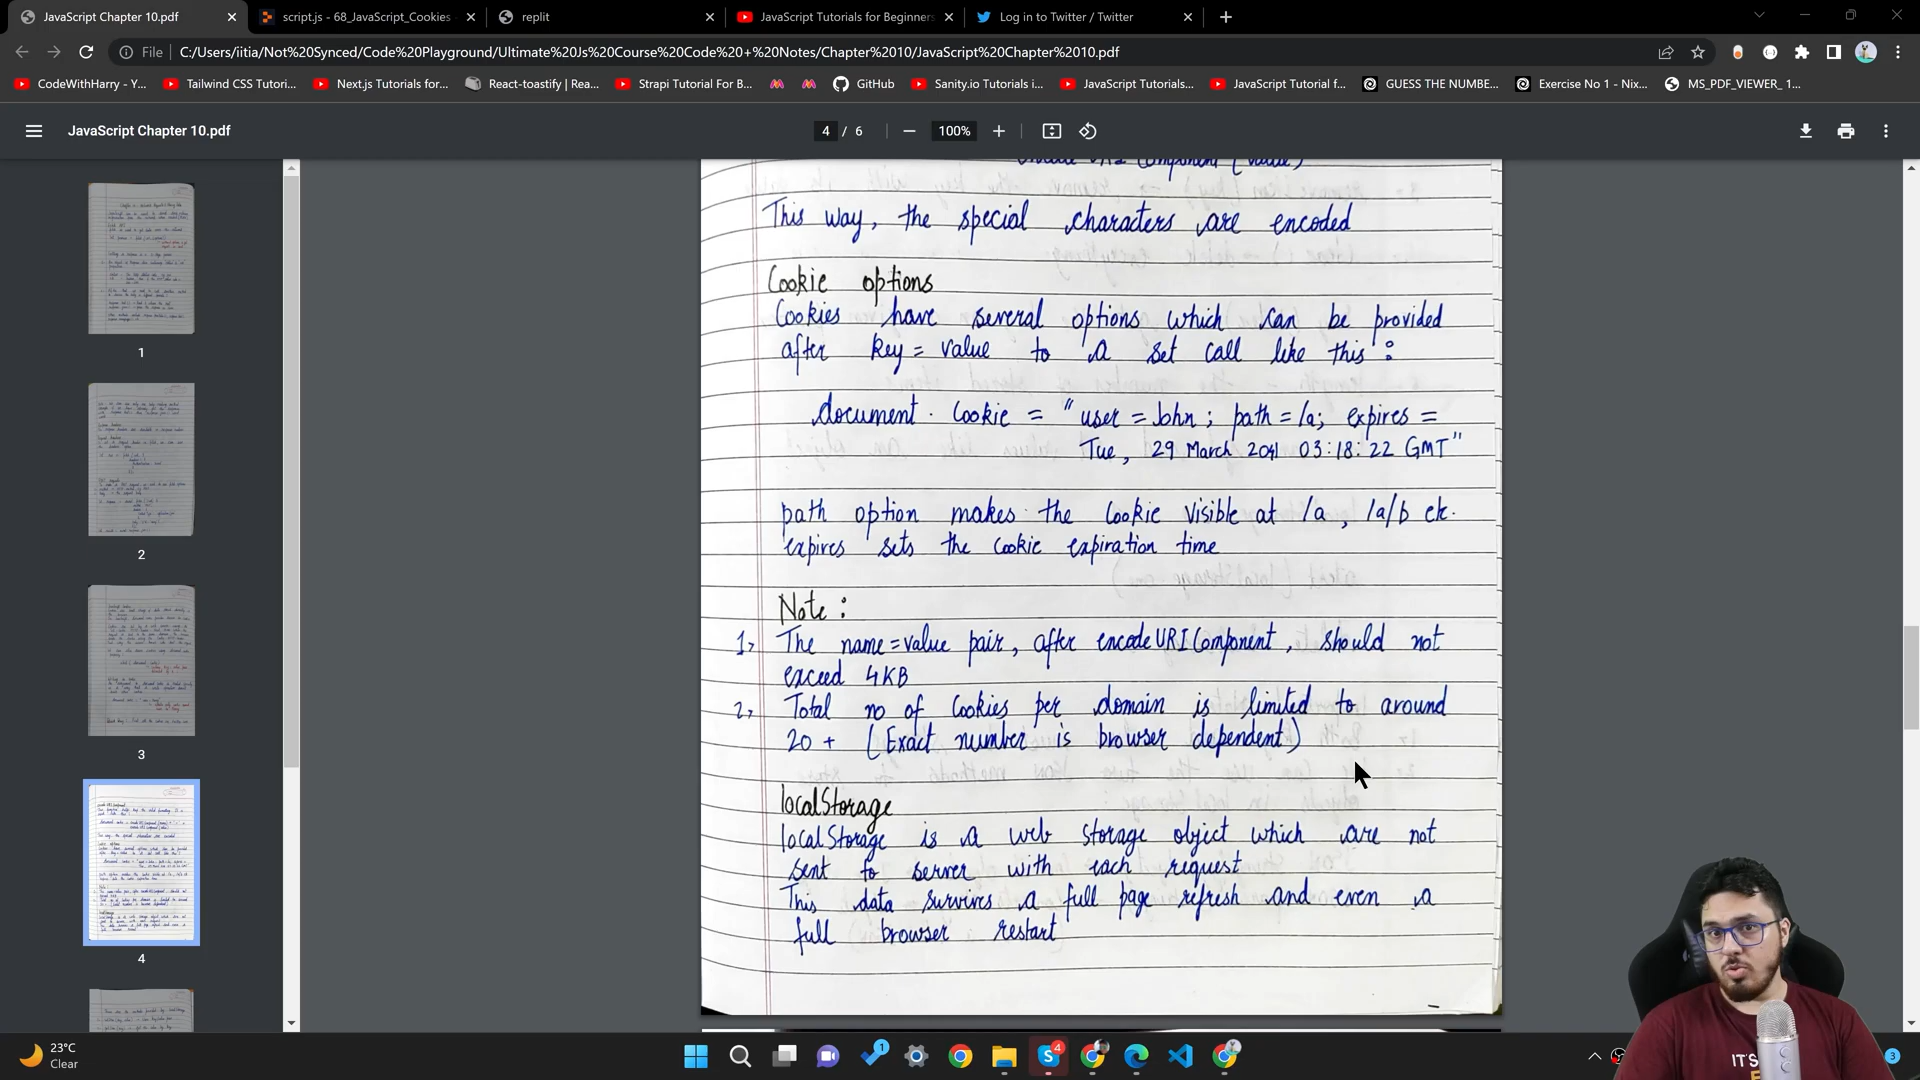 JavaScript Chapter 10.pdf
script.js - 68_JavaScript_Cookies
replit
JavaScript Tutorials for Beginners
Log in to Twitter / Twitter
File
C:/Users/iitia/Not%20Synced/Code%20Playground/Ultimate%20Js%20Course%20Code%20+%20Notes/Chapter%2010/JavaScript%20Chapter%2010.pdf
CodeWithHarry - Y...
Tailwind CSS Tutori...
Next.js Tutorials for...
React-toastify | Rea...
Strapi Tutorial For B...
GitHub
Sanity.io Tutorials i...
JavaScript Tutorials...
JavaScript Tutorial f...
GUESS THE NUMBE...
Exercise No 1 - Nix...
MS_PDF_VIEWER_ 1...
JavaScript Chapter 10.pdf
4 / 6
100%
1
2
3
4
This way, the special characters are encoded
Cookie options
Cookies have several options which can be provided
after key = value to a set call like this :
document . cookie = "user = John ; path = /a; expires =
Tue, 29 March 2041 03:18:22 GMT"
path option makes the cookie visible at /a , /a/b etc.
expires sets the cookie expiration time
Note :
1> The name = value pair, after encodeURIComponent, should not
exceed 4KB
2> Total no of cookies per domain is limited to around
20 + (Exact number is browser dependent)
localStorage
localStorage is a web storage object which are not
sent to server with each request
This data survives a full page refresh and even a
full browser restart
23°C
Clear
1
4
3
IT'S